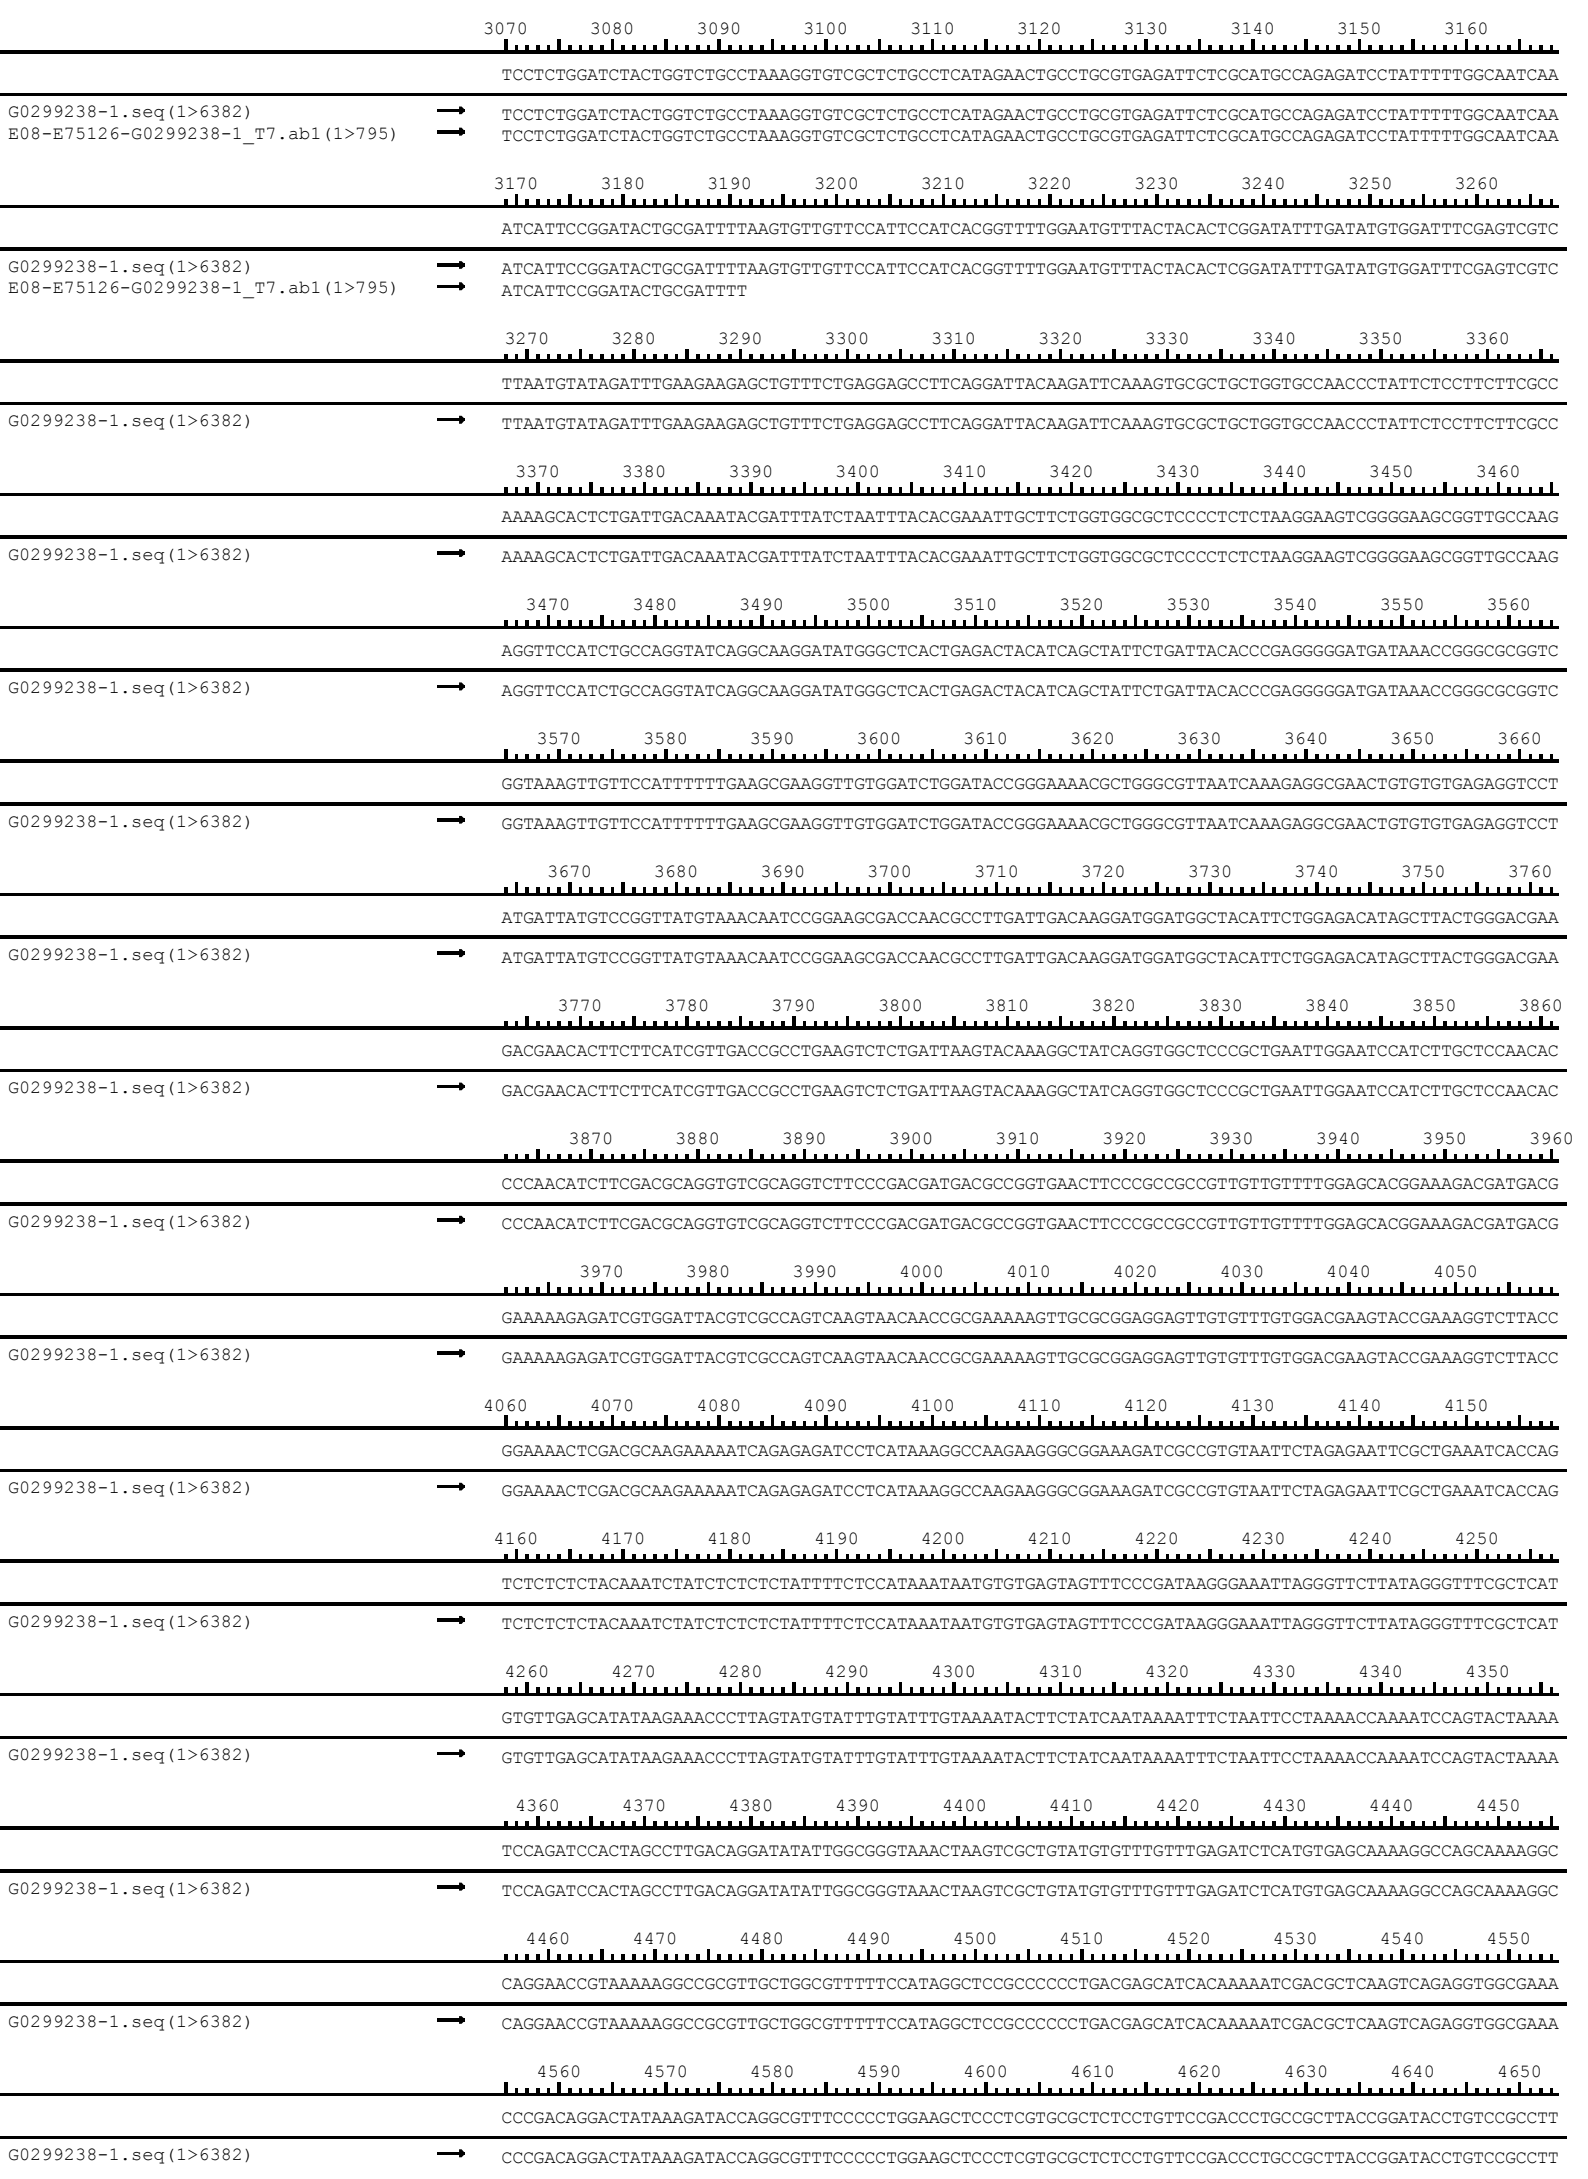 3070 3080 3090 3100 3110 3120 3130 3140 3150 3160
TCCTCTGGATCTACTGGTCTGCCTAAAGGTGTCGCTCTGCCTCATAGAACTGCCTGCGTGAGATTCTCGCATGCCAGAGATCCTATTTTTGGCAATCAA
G0299238-1.seq(1>6382) TCCTCTGGATCTACTGGTCTGCCTAAAGGTGTCGCTCTGCCTCATAGAACTGCCTGCGTGAGATTCTCGCATGCCAGAGATCCTATTTTTGGCAATCAA
E08-E75126-G0299238-1_T7.ab1(1>795) TCCTCTGGATCTACTGGTCTGCCTAAAGGTGTCGCTCTGCCTCATAGAACTGCCTGCGTGAGATTCTCGCATGCCAGAGATCCTATTTTTGGCAATCAA
3170 3180 3190 3200 3210 3220 3230 3240 3250 3260
ATCATTCCGGATACTGCGATTTTAAGTGTTGTTCCATTCCATCACGGTTTTGGAATGTTTACTACACTCGGATATTTGATATGTGGATTTCGAGTCGTC
G0299238-1.seq(1>6382) ATCATTCCGGATACTGCGATTTTAAGTGTTGTTCCATTCCATCACGGTTTTGGAATGTTTACTACACTCGGATATTTGATATGTGGATTTCGAGTCGTC
E08-E75126-G0299238-1_T7.ab1(1>795) ATCATTCCGGATACTGCGATTTT
3270 3280 3290 3300 3310 3320 3330 3340 3350 3360
TTAATGTATAGATTTGAAGAAGAGCTGTTTCTGAGGAGCCTTCAGGATTACAAGATTCAAAGTGCGCTGCTGGTGCCAACCCTATTCTCCTTCTTCGCC
G0299238-1.seq(1>6382) TTAATGTATAGATTTGAAGAAGAGCTGTTTCTGAGGAGCCTTCAGGATTACAAGATTCAAAGTGCGCTGCTGGTGCCAACCCTATTCTCCTTCTTCGCC
3370 3380 3390 3400 3410 3420 3430 3440 3450 3460
AAAAGCACTCTGATTGACAAATACGATTTATCTAATTTACACGAAATTGCTTCTGGTGGCGCTCCCCTCTCTAAGGAAGTCGGGGAAGCGGTTGCCAAG
G0299238-1.seq(1>6382) AAAAGCACTCTGATTGACAAATACGATTTATCTAATTTACACGAAATTGCTTCTGGTGGCGCTCCCCTCTCTAAGGAAGTCGGGGAAGCGGTTGCCAAG
3470 3480 3490 3500 3510 3520 3530 3540 3550 3560
AGGTTCCATCTGCCAGGTATCAGGCAAGGATATGGGCTCACTGAGACTACATCAGCTATTCTGATTACACCCGAGGGGGATGATAAACCGGGCGCGGTC
G0299238-1.seq(1>6382) AGGTTCCATCTGCCAGGTATCAGGCAAGGATATGGGCTCACTGAGACTACATCAGCTATTCTGATTACACCCGAGGGGGATGATAAACCGGGCGCGGTC
3570 3580 3590 3600 3610 3620 3630 3640 3650 3660
GGTAAAGTTGTTCCATTTTTTGAAGCGAAGGTTGTGGATCTGGATACCGGGAAAACGCTGGGCGTTAATCAAAGAGGCGAACTGTGTGTGAGAGGTCCT
G0299238-1.seq(1>6382) GGTAAAGTTGTTCCATTTTTTGAAGCGAAGGTTGTGGATCTGGATACCGGGAAAACGCTGGGCGTTAATCAAAGAGGCGAACTGTGTGTGAGAGGTCCT
3670 3680 3690 3700 3710 3720 3730 3740 3750 3760
ATGATTATGTCCGGTTATGTAAACAATCCGGAAGCGACCAACGCCTTGATTGACAAGGATGGATGGCTACATTCTGGAGACATAGCTTACTGGGACGAA
G0299238-1.seq(1>6382) ATGATTATGTCCGGTTATGTAAACAATCCGGAAGCGACCAACGCCTTGATTGACAAGGATGGATGGCTACATTCTGGAGACATAGCTTACTGGGACGAA
3770 3780 3790 3800 3810 3820 3830 3840 3850 3860
GACGAACACTTCTTCATCGTTGACCGCCTGAAGTCTCTGATTAAGTACAAAGGCTATCAGGTGGCTCCCGCTGAATTGGAATCCATCTTGCTCCAACAC
G0299238-1.seq(1>6382) GACGAACACTTCTTCATCGTTGACCGCCTGAAGTCTCTGATTAAGTACAAAGGCTATCAGGTGGCTCCCGCTGAATTGGAATCCATCTTGCTCCAACAC
3870 3880 3890 3900 3910 3920 3930 3940 3950 3960
CCCAACATCTTCGACGCAGGTGTCGCAGGTCTTCCCGACGATGACGCCGGTGAACTTCCCGCCGCCGTTGTTGTTTTGGAGCACGGAAAGACGATGACG
G0299238-1.seq(1>6382) CCCAACATCTTCGACGCAGGTGTCGCAGGTCTTCCCGACGATGACGCCGGTGAACTTCCCGCCGCCGTTGTTGTTTTGGAGCACGGAAAGACGATGACG
3970 3980 3990 4000 4010 4020 4030 4040 4050
GAAAAAGAGATCGTGGATTACGTCGCCAGTCAAGTAACAACCGCGAAAAAGTTGCGCGGAGGAGTTGTGTTTGTGGACGAAGTACCGAAAGGTCTTACC
G0299238-1.seq(1>6382) GAAAAAGAGATCGTGGATTACGTCGCCAGTCAAGTAACAACCGCGAAAAAGTTGCGCGGAGGAGTTGTGTTTGTGGACGAAGTACCGAAAGGTCTTACC
4060 4070 4080 4090 4100 4110 4120 4130 4140 4150
GGAAAACTCGACGCAAGAAAAATCAGAGAGATCCTCATAAAGGCCAAGAAGGGCGGAAAGATCGCCGTGTAATTCTAGAGAATTCGCTGAAATCACCAG
G0299238-1.seq(1>6382) GGAAAACTCGACGCAAGAAAAATCAGAGAGATCCTCATAAAGGCCAAGAAGGGCGGAAAGATCGCCGTGTAATTCTAGAGAATTCGCTGAAATCACCAG
4160 4170 4180 4190 4200 4210 4220 4230 4240 4250
TCTCTCTCTACAAATCTATCTCTCTCTATTTTCTCCATAAATAATGTGTGAGTAGTTTCCCGATAAGGGAAATTAGGGTTCTTATAGGGTTTCGCTCAT
G0299238-1.seq(1>6382) TCTCTCTCTACAAATCTATCTCTCTCTATTTTCTCCATAAATAATGTGTGAGTAGTTTCCCGATAAGGGAAATTAGGGTTCTTATAGGGTTTCGCTCAT
4260 4270 4280 4290 4300 4310 4320 4330 4340 4350
GTGTTGAGCATATAAGAAACCCTTAGTATGTATTTGTATTTGTAAAATACTTCTATCAATAAAATTTCTAATTCCTAAAACCAAAATCCAGTACTAAAA
G0299238-1.seq(1>6382) GTGTTGAGCATATAAGAAACCCTTAGTATGTATTTGTATTTGTAAAATACTTCTATCAATAAAATTTCTAATTCCTAAAACCAAAATCCAGTACTAAAA
4360 4370 4380 4390 4400 4410 4420 4430 4440 4450
TCCAGATCCACTAGCCTTGACAGGATATATTGGCGGGTAAACTAAGTCGCTGTATGTGTTTGTTTGAGATCTCATGTGAGCAAAAGGCCAGCAAAAGGC
G0299238-1.seq(1>6382) TCCAGATCCACTAGCCTTGACAGGATATATTGGCGGGTAAACTAAGTCGCTGTATGTGTTTGTTTGAGATCTCATGTGAGCAAAAGGCCAGCAAAAGGC
4460 4470 4480 4490 4500 4510 4520 4530 4540 4550
CAGGAACCGTAAAAAGGCCGCGTTGCTGGCGTTTTTCCATAGGCTCCGCCCCCCTGACGAGCATCACAAAAATCGACGCTCAAGTCAGAGGTGGCGAAA
G0299238-1.seq(1>6382) CAGGAACCGTAAAAAGGCCGCGTTGCTGGCGTTTTTCCATAGGCTCCGCCCCCCTGACGAGCATCACAAAAATCGACGCTCAAGTCAGAGGTGGCGAAA
4560 4570 4580 4590 4600 4610 4620 4630 4640 4650
CCCGACAGGACTATAAAGATACCAGGCGTTTCCCCCTGGAAGCTCCCTCGTGCGCTCTCCTGTTCCGACCCTGCCGCTTACCGGATACCTGTCCGCCTT
G0299238-1.seq(1>6382) CCCGACAGGACTATAAAGATACCAGGCGTTTCCCCCTGGAAGCTCCCTCGTGCGCTCTCCTGTTCCGACCCTGCCGCTTACCGGATACCTGTCCGCCTT